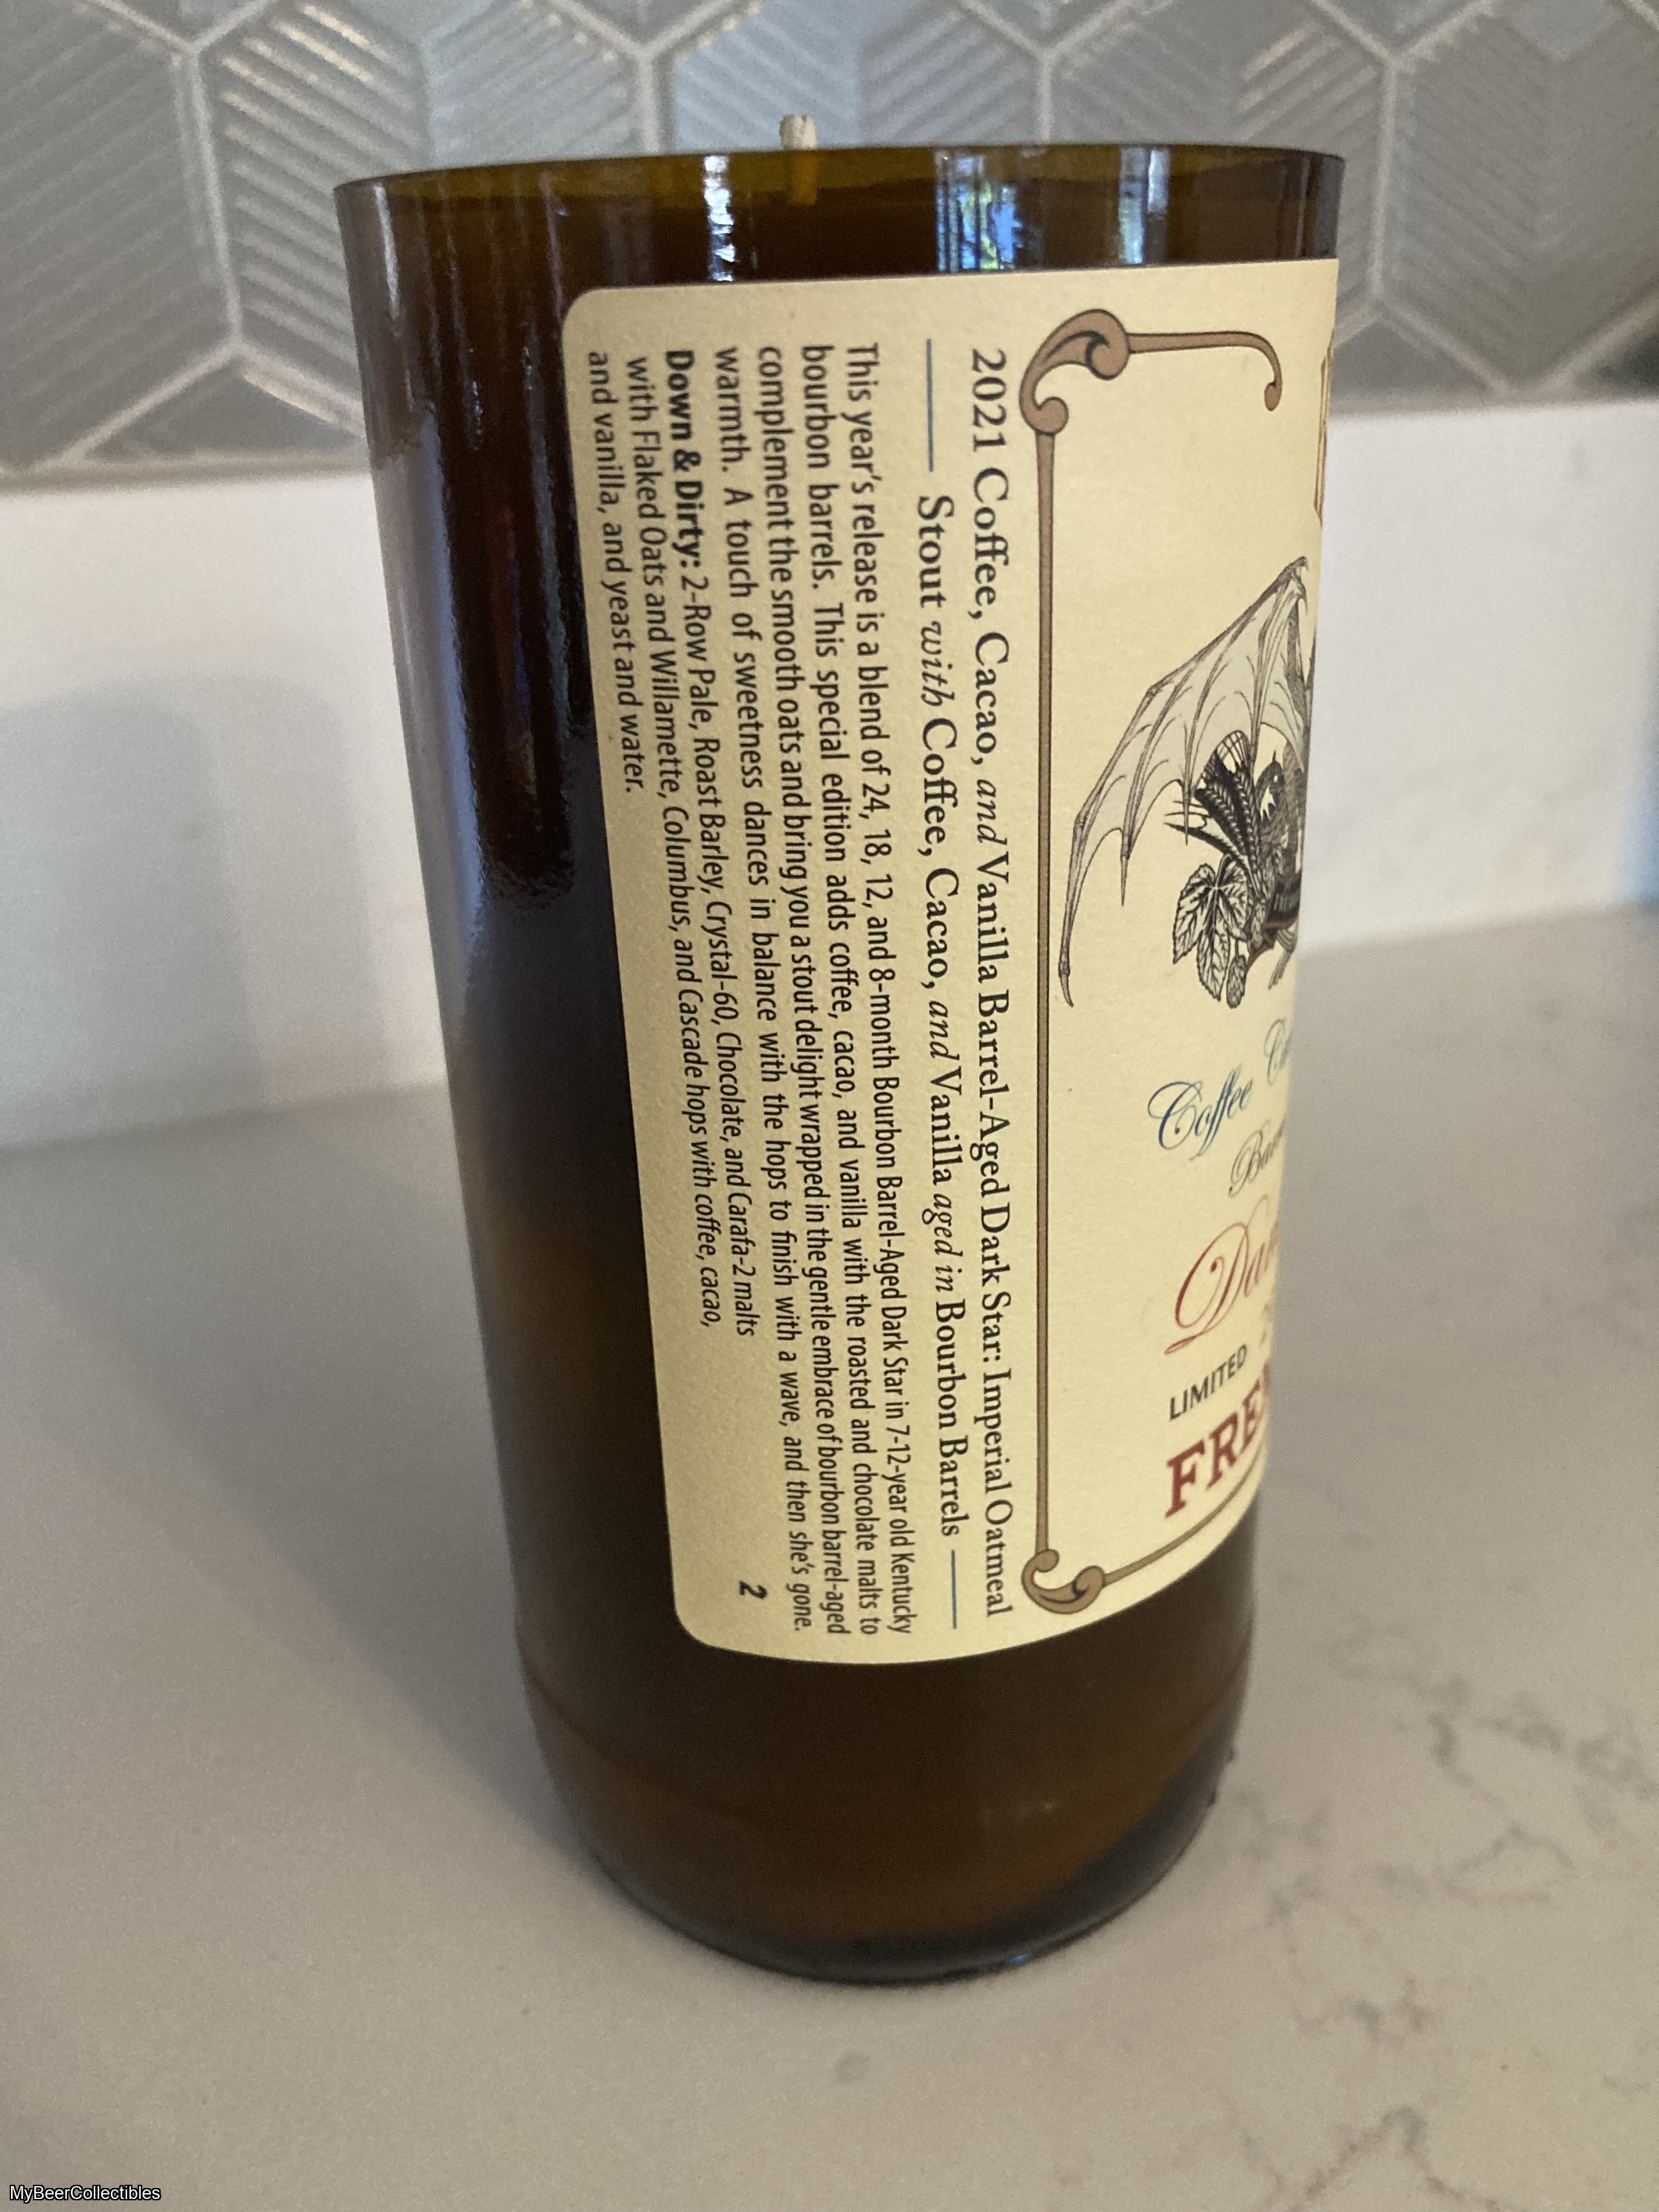 2021 Coffee, Cacao, and Vanilla Barrel-Aged Dark Star: Imperial Oatmeal
Stout with Coffee, Cacao, and Vanilla aged in Bourbon Barrels
This year's release is a blend of 24, 18, 12, and 8-month Bourbon Barrel-Aged Dark Star in 7-12-year old Kentucky
bourbon barrels. This special edition adds coffee, cacao, and vanilla with the roasted and chocolate malts to
complement the smooth oats and bring you a stout delight wrapped in the gentle embrace of bourbon barrel-aged
warmth. A touch of sweetness dances in balance with the hops to finish with a wave, and then she's gone.
Down & Dirty: 2-Row Pale, Roast Barley, Crystal-60, Chocolate, and Carafa-2 malts
with Flaked Oats and Willamette, Columbus, and Cascade hops with coffee, cacao,
and vanilla, and yeast and water.
2
Coffee
LIMITED
MyBeerCollectibles